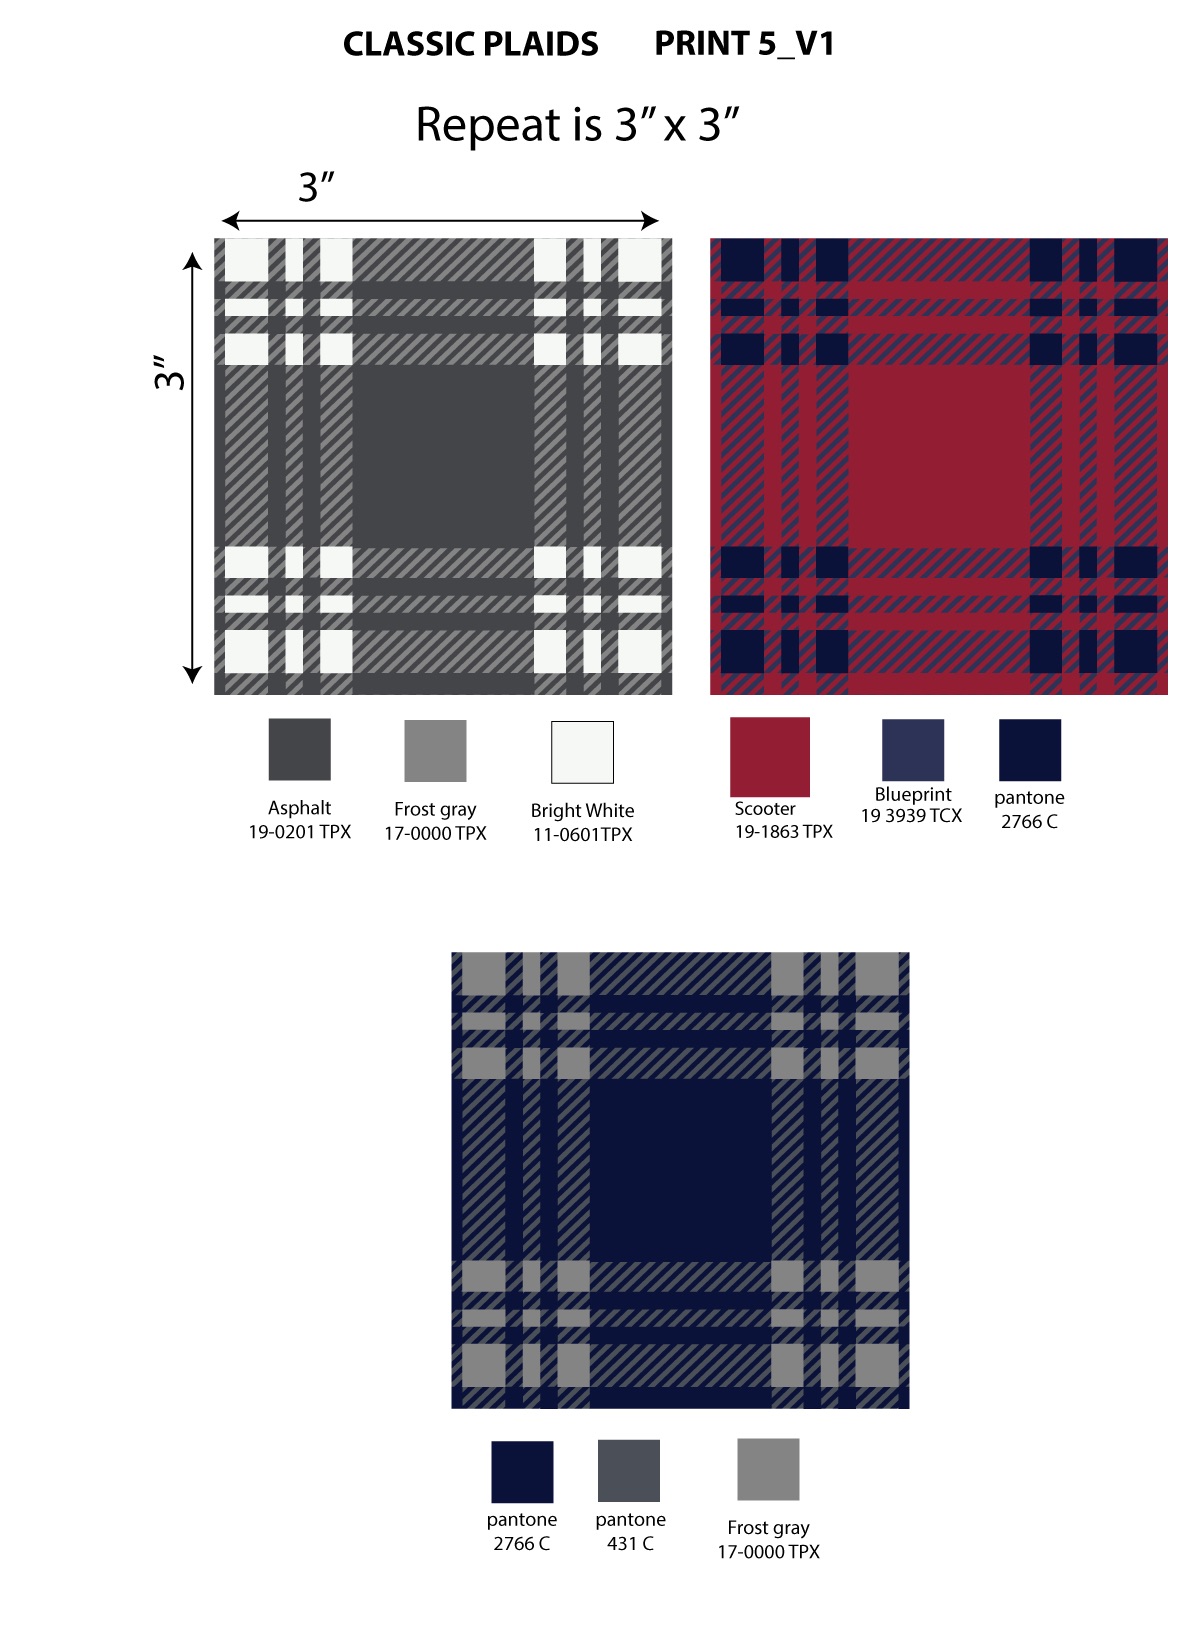 CLASSIC PLAIDS PRINT 5_V1
Repeat is 3” x 3”
3”
3”
Asphalt
19-0201 TPX
Frost gray
17-0000 TPX
Bright White
11-0601TPX
Scooter
19-1863 TPX
Blueprint
19 3939 TCX
pantone
2766 C
pantone
2766 C
pantone
431 C
Frost gray
17-0000 TPX